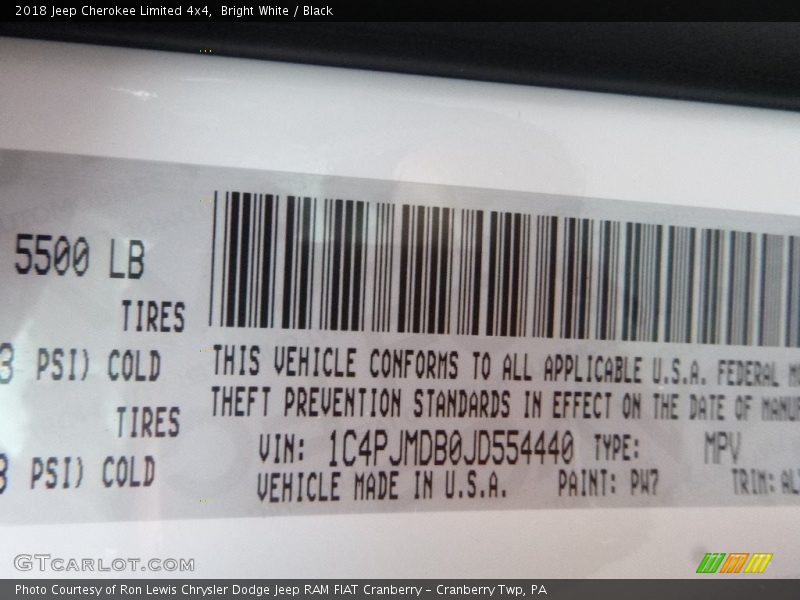 2018 Jeep Cherokee Limited 4x4, Bright White / Black
5500 LB
TIRES
PSI) COLD
TIRES
PSI) COLD
THIS VEHICLE CONFORMS TO ALL APPLICABLE U.S.A. FEDERAL
THEFT PREVENTION STANDARDS IN EFFECT ON THE DATE OF
VIN: 1C4PJMDB0JD554440 TYPE: MPV
VEHICLE MADE IN U.S.A. PAINT: PW7 TRIM:
GTCARLOT.COM
Photo Courtesy of Ron Lewis Chrysler Dodge Jeep RAM FIAT Cranberry – Cranberry Twp, PA